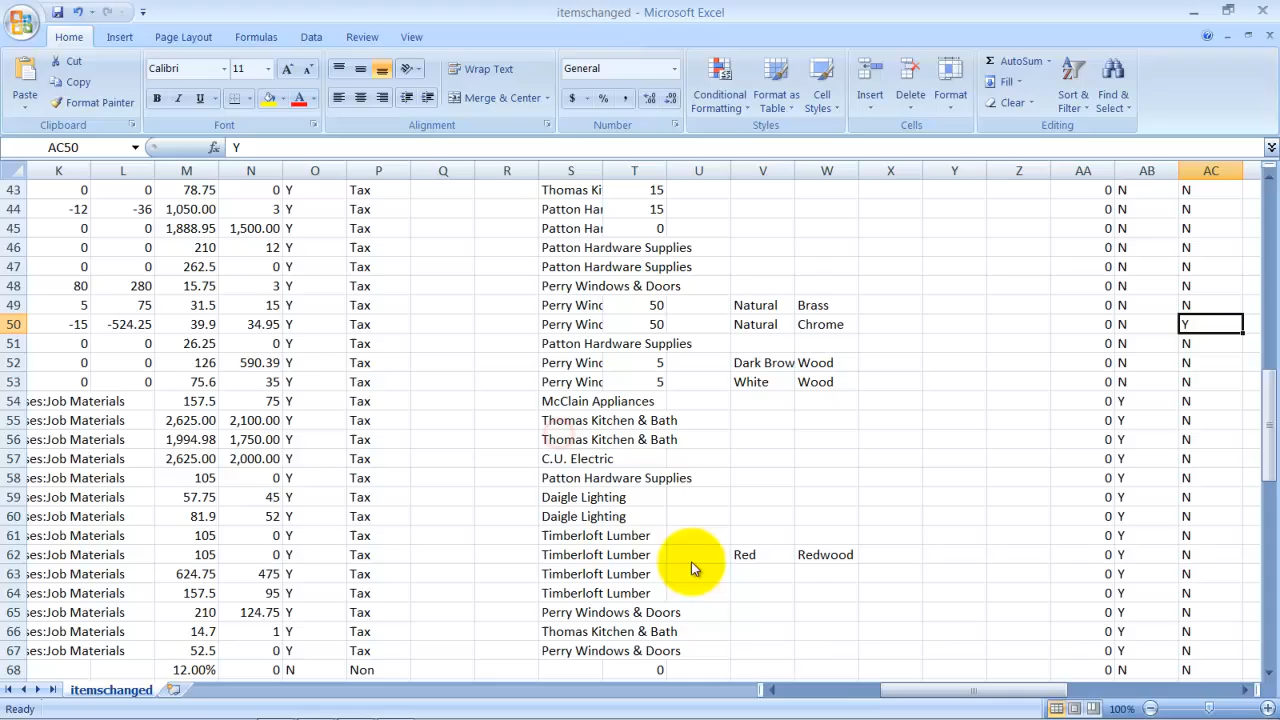 itemschanged - Microsoft Excel
Home Insert Page Layout Formulas Data Review View
Paste Cut Copy Format Painter
Calibri 11 B I U A A A
Wrap Text Merge & Center
General $ % ,
Conditional Formatting Format as Table Cell Styles
Insert Delete Format
Σ AutoSum Fill Clear Sort & Filter Find & Select
Clipboard Font Alignment Number Styles Cells Editing
AC50 fx Y
K L M N O P Q R S T U V W X Y Z AA AB AC
43 0 0 78.75 0 Y Tax Thomas Ki 15 0 N N
44 -12 -36 1,050.00 3 Y Tax Patton Har 15 0 N N
45 0 0 1,888.95 1,500.00 Y Tax Patton Har 0 0 N N
46 0 0 210 12 Y Tax Patton Hardware Supplies 0 N N
47 0 0 262.5 0 Y Tax Patton Hardware Supplies 0 N N
48 80 280 15.75 3 Y Tax Perry Windows & Doors 0 N N
49 5 75 31.5 15 Y Tax Perry Wind 50 Natural Brass 0 N N
50 -15 -524.25 39.9 34.95 Y Tax Perry Wind 50 Natural Chrome 0 N Y
51 0 0 26.25 0 Y Tax Patton Hardware Supplies 0 N N
52 0 0 126 590.39 Y Tax Perry Wind 5 Dark Brow Wood 0 N N
53 0 0 75.6 35 Y Tax Perry Wind 5 White Wood 0 N N
54 ses:Job Materials 157.5 75 Y Tax McClain Appliances 0 Y N
55 ses:Job Materials 2,625.00 2,100.00 Y Tax Thomas Kitchen & Bath 0 Y N
56 ses:Job Materials 1,994.98 1,750.00 Y Tax Thomas Kitchen & Bath 0 Y N
57 ses:Job Materials 2,625.00 2,000.00 Y Tax C.U. Electric 0 Y N
58 ses:Job Materials 105 0 Y Tax Patton Hardware Supplies 0 Y N
59 ses:Job Materials 57.75 45 Y Tax Daigle Lighting 0 Y N
60 ses:Job Materials 81.9 52 Y Tax Daigle Lighting 0 Y N
61 ses:Job Materials 105 0 Y Tax Timberloft Lumber 0 Y N
62 ses:Job Materials 105 0 Y Tax Timberloft Lumber Red Redwood 0 Y N
63 ses:Job Materials 624.75 475 Y Tax Timberloft Lumber 0 Y N
64 ses:Job Materials 157.5 95 Y Tax Timberloft Lumber 0 Y N
65 ses:Job Materials 210 124.75 Y Tax Perry Windows & Doors 0 Y N
66 ses:Job Materials 14.7 1 Y Tax Thomas Kitchen & Bath 0 Y N
67 ses:Job Materials 52.5 0 Y Tax Perry Windows & Doors 0 Y N
68 12.00% 0 N Non 0 0 N N
itemschanged
Ready 100%